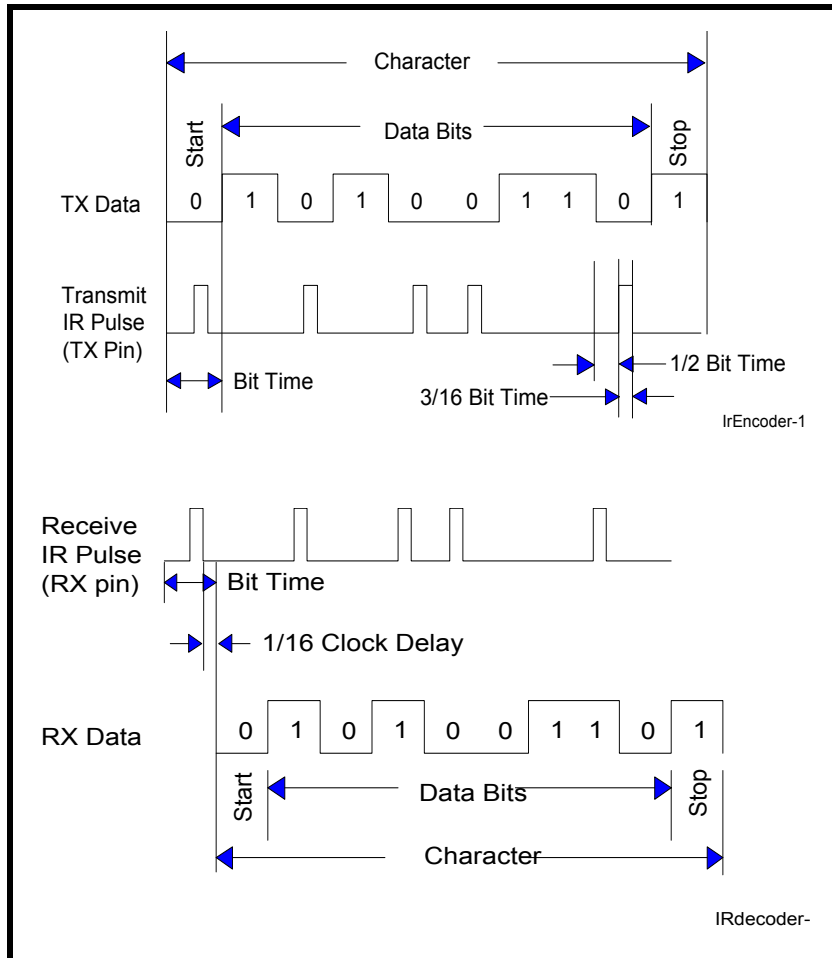 Character
Start
Data Bits
Stop
TX Data
0 1 0 1 0 0 1 1 0 1
Transmit
IR Pulse
(TX Pin)
Bit Time
1/2 Bit Time
3/16 Bit Time
IrEncoder-1
Receive
IR Pulse
(RX pin)
Bit Time
1/16 Clock Delay
RX Data
0 1 0 1 0 0 1 1 0 1
Start
Data Bits
Stop
Character
IRdecoder-